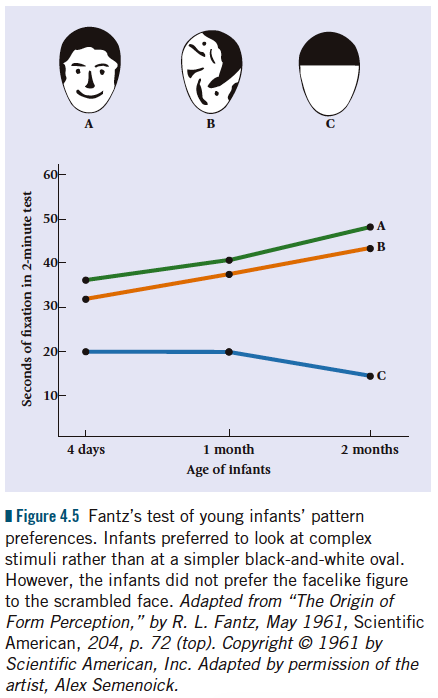 A
B
C
60
50
40
30
20
10
Seconds of fixation in 2-minute test
A
B
C
4 days
1 month
2 months
Age of infants
Figure 4.5 Fantz's test of young infants' pattern
preferences. Infants preferred to look at complex
stimuli rather than at a simpler black-and-white oval.
However, the infants did not prefer the facelike figure
to the scrambled face. Adapted from “The Origin of
Form Perception,” by R. L. Fantz, May 1961, Scientific
American, 204, p. 72 (top). Copyright © 1961 by
Scientific American, Inc. Adapted by permission of the
artist, Alex Semenoick.